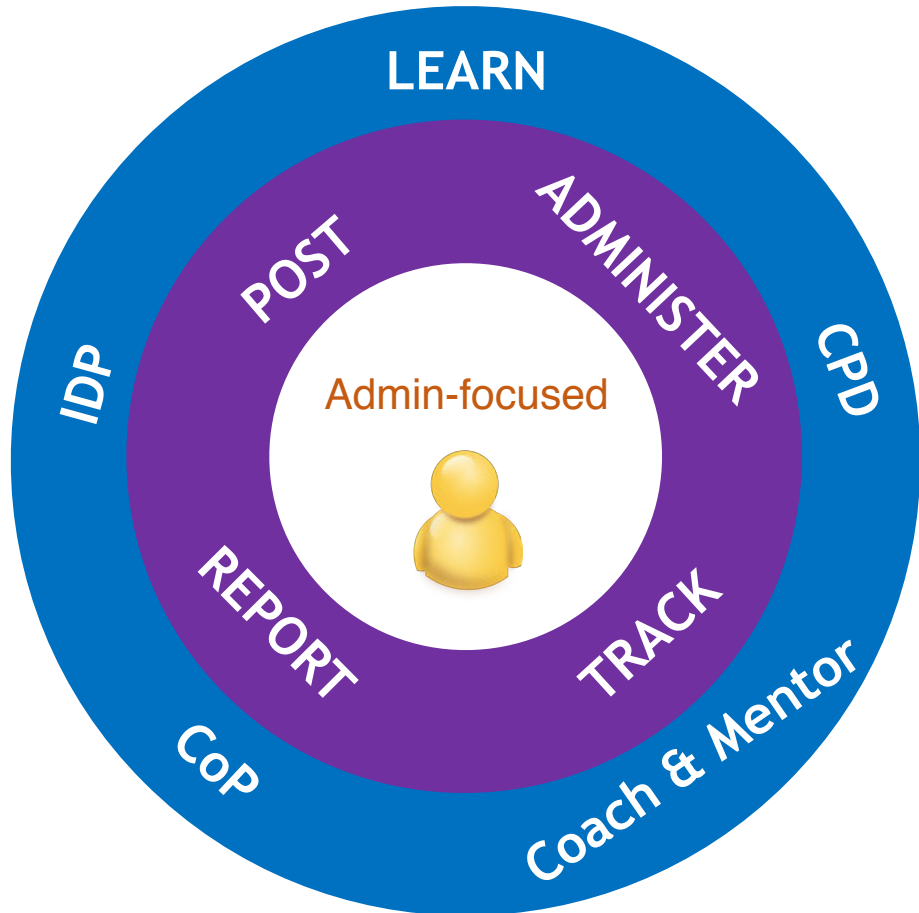 LEARN
POST
ADMINISTER
IDP
CPD
Admin-focused
REPORT
TRACK
CoP
Coach & Mentor